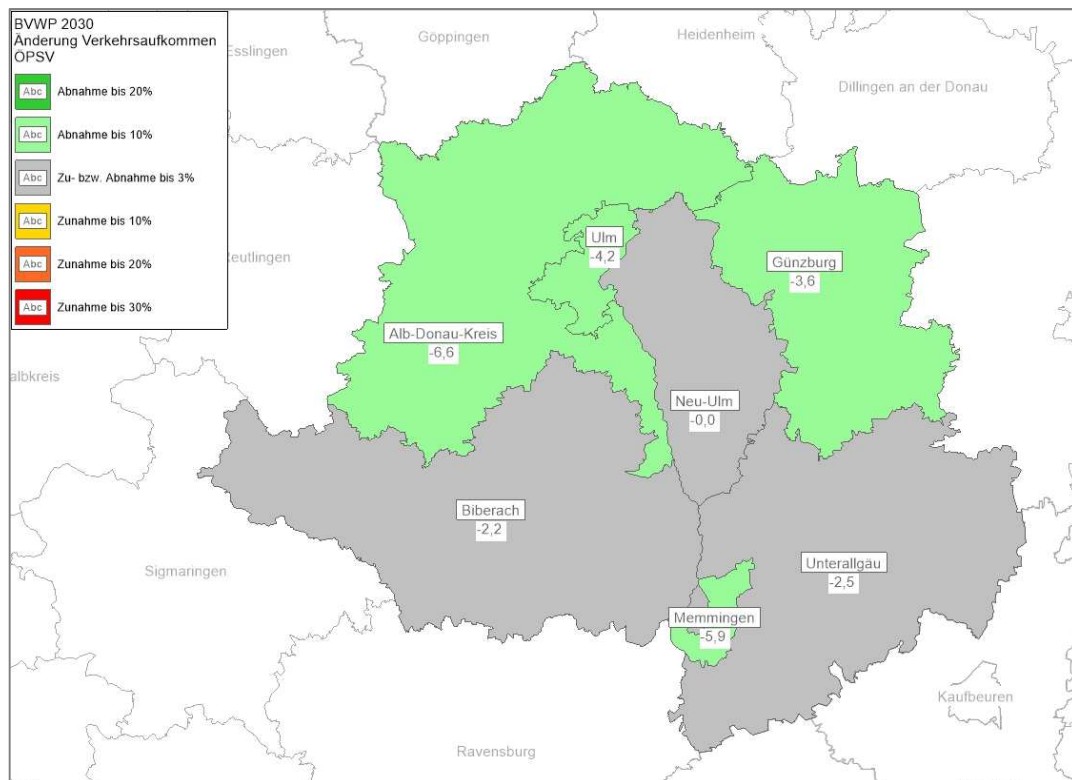 BVWP 2030
Änderung Verkehrsaufkommen
ÖPSV
Abc Abnahme bis 20%
Abc Abnahme bis 10%
Abc Zu- bzw. Abnahme bis 3%
Abc Zunahme bis 10%
Abc Zunahme bis 20%
Abc Zunahme bis 30%
Esslingen
Göppingen
Heidenheim
Dillingen an der Donau
Reutlingen
Ulm
-4,2
Günzburg
-3,6
Alb-Donau-Kreis
-6,6
albkreis
Neu-Ulm
-0,0
Biberach
-2,2
Sigmaringen
Unterallgäu
-2,5
Memmingen
-5,9
Kaufbeuren
Ravensburg